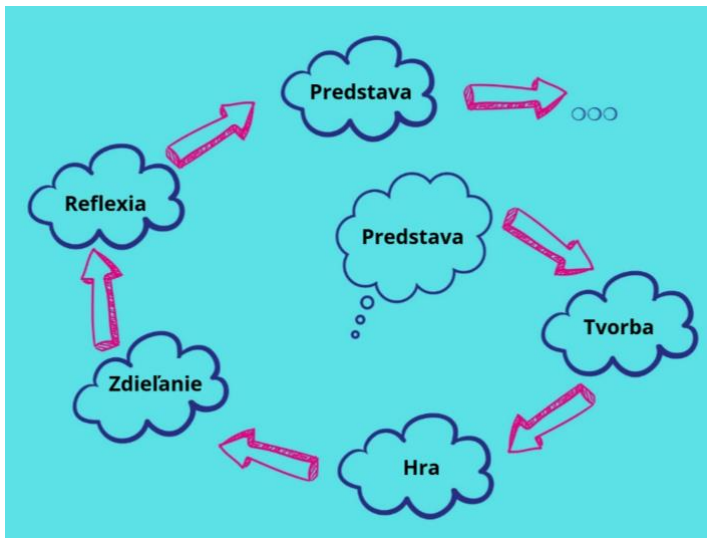 Predstava
Reflexia
Predstava
Tvorba
Zdieľanie
Hra